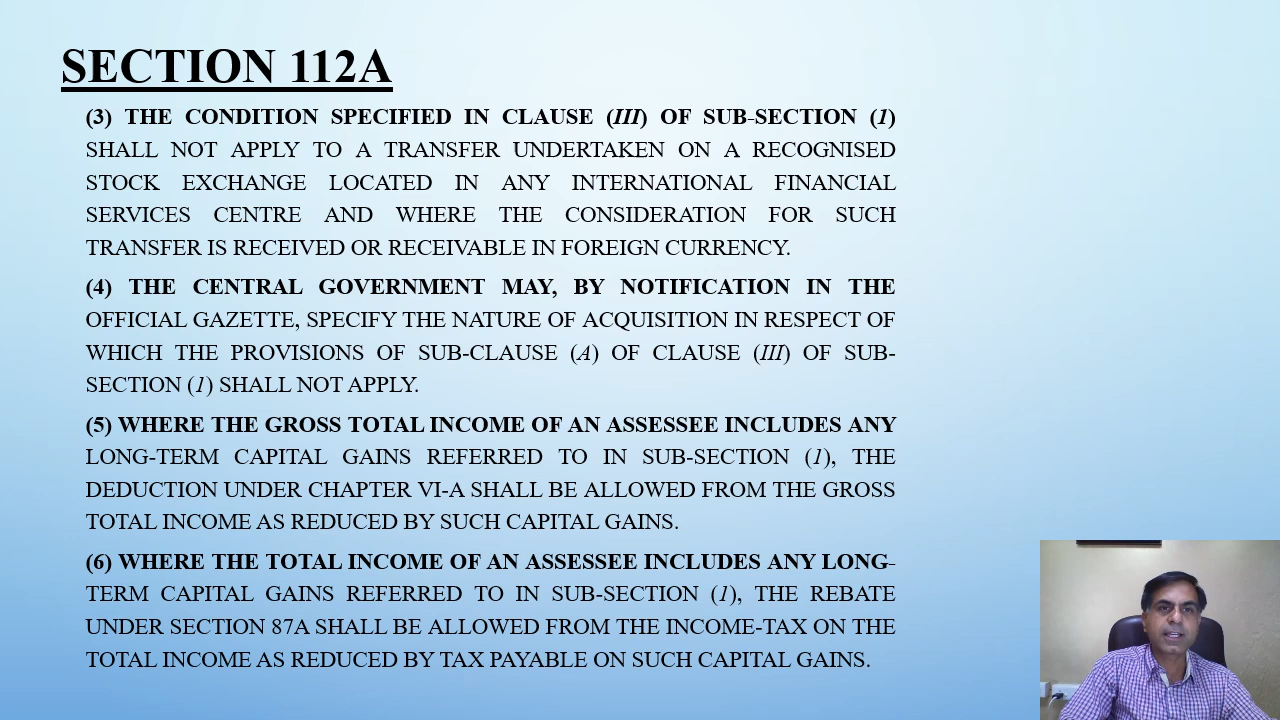 SECTION 112A
(3) THE CONDITION SPECIFIED IN CLAUSE (III) OF SUB-SECTION (1)
SHALL NOT APPLY TO A TRANSFER UNDERTAKEN ON A RECOGNISED
STOCK EXCHANGE LOCATED IN ANY INTERNATIONAL FINANCIAL
SERVICES CENTRE AND WHERE THE CONSIDERATION FOR SUCH
TRANSFER IS RECEIVED OR RECEIVABLE IN FOREIGN CURRENCY.
(4) THE CENTRAL GOVERNMENT MAY, BY NOTIFICATION IN THE
OFFICIAL GAZETTE, SPECIFY THE NATURE OF ACQUISITION IN RESPECT OF
WHICH THE PROVISIONS OF SUB-CLAUSE (A) OF CLAUSE (III) OF SUB-
SECTION (1) SHALL NOT APPLY.
(5) WHERE THE GROSS TOTAL INCOME OF AN ASSESSEE INCLUDES ANY
LONG-TERM CAPITAL GAINS REFERRED TO IN SUB-SECTION (1), THE
DEDUCTION UNDER CHAPTER VI-A SHALL BE ALLOWED FROM THE GROSS
TOTAL INCOME AS REDUCED BY SUCH CAPITAL GAINS.
(6) WHERE THE TOTAL INCOME OF AN ASSESSEE INCLUDES ANY LONG-
TERM CAPITAL GAINS REFERRED TO IN SUB-SECTION (1), THE REBATE
UNDER SECTION 87A SHALL BE ALLOWED FROM THE INCOME-TAX ON THE
TOTAL INCOME AS REDUCED BY TAX PAYABLE ON SUCH CAPITAL GAINS.